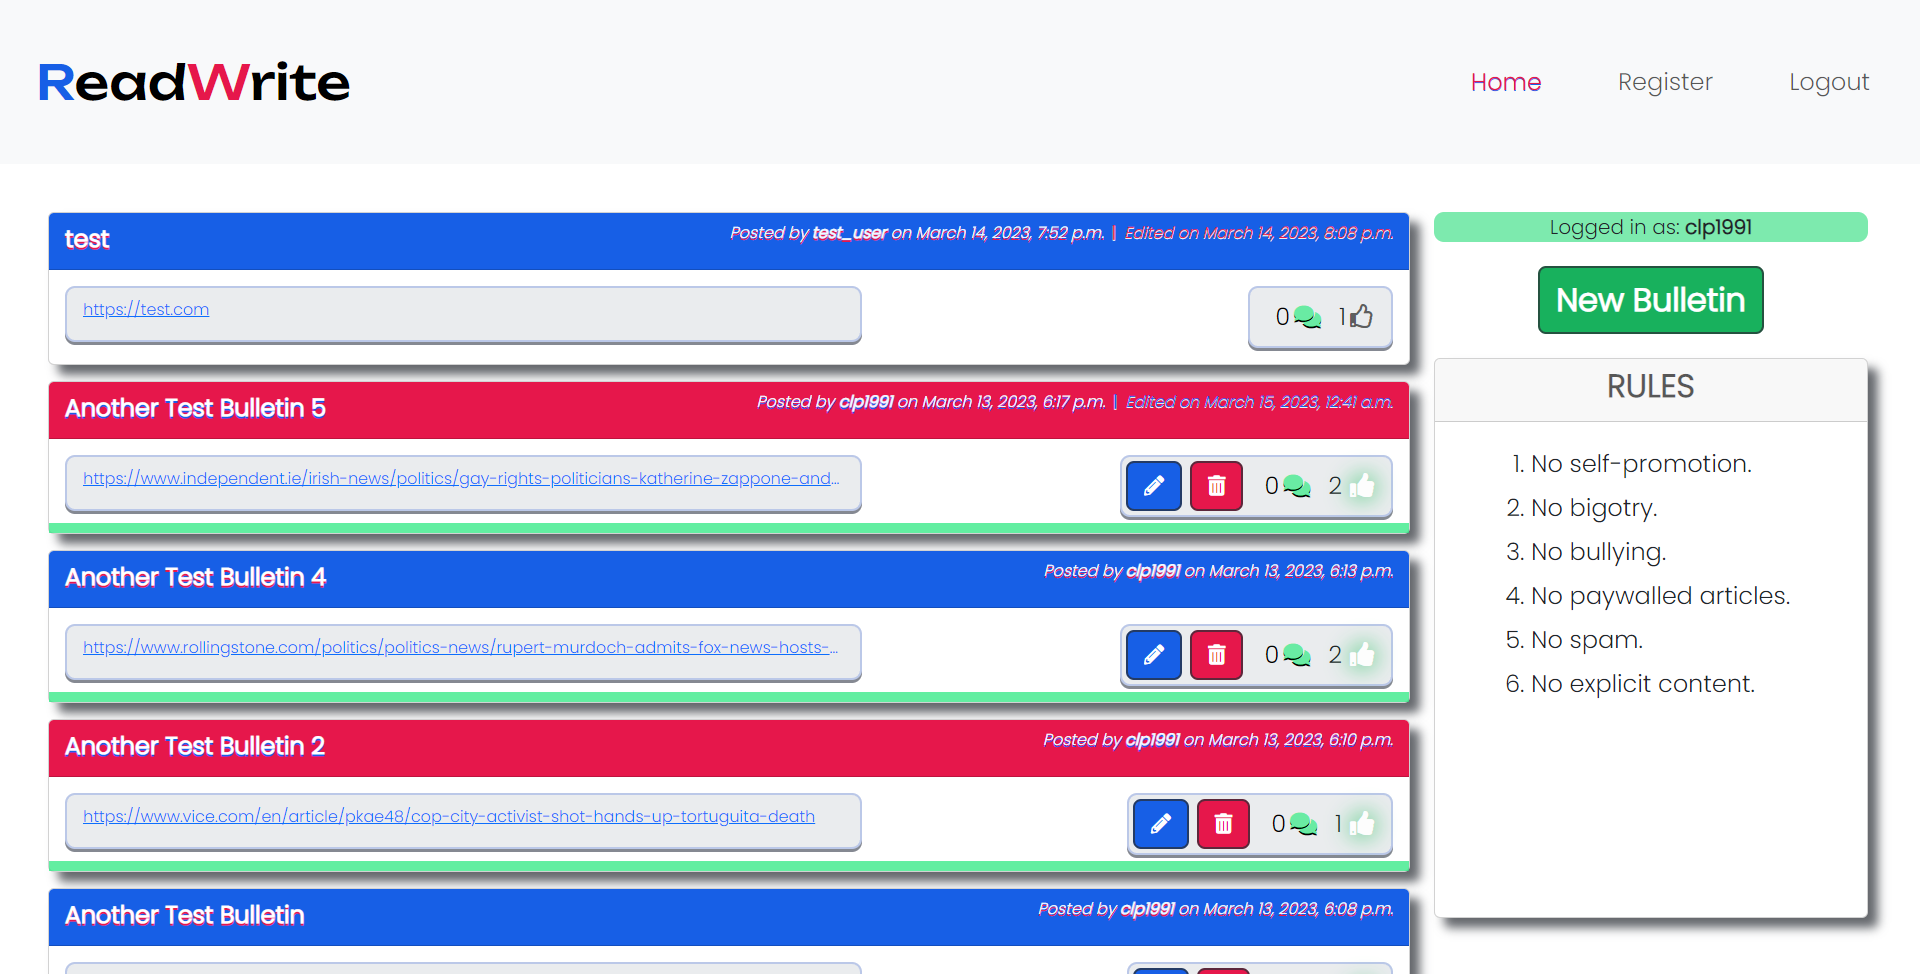 ReadWrite
Home Register Logout
test
Posted by test_user on March 14, 2023, 7:52 p.m. | Edited on March 14, 2023, 8:08 p.m.
https://test.com
0 1
Another Test Bulletin 5
Posted by clp1991 on March 13, 2023, 6:17 p.m. | Edited on March 15, 2023, 12:41 a.m.
https://www.independent.ie/irish-news/politics/gay-rights-politicians-katherine-zappone-and...
0 2
Another Test Bulletin 4
Posted by clp1991 on March 13, 2023, 6:13 p.m.
https://www.rollingstone.com/politics/politics-news/rupert-murdoch-admits-fox-news-hosts-...
0 2
Another Test Bulletin 2
Posted by clp1991 on March 13, 2023, 6:10 p.m.
https://www.vice.com/en/article/pkae48/cop-city-activist-shot-hands-up-tortuguita-death
0 1
Another Test Bulletin
Posted by clp1991 on March 13, 2023, 6:08 p.m.
Logged in as: clp1991
New Bulletin
RULES
1. No self-promotion.
2. No bigotry.
3. No bullying.
4. No paywalled articles.
5. No spam.
6. No explicit content.